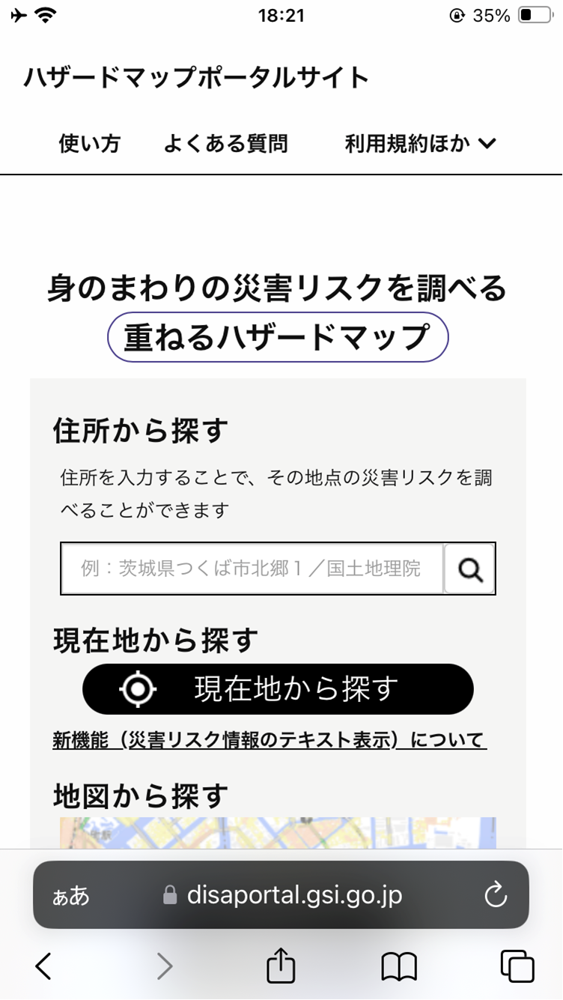 18:21
35%
ハザードマップポータルサイト
使い方 よくある質問 利用規約ほか
身のまわりの災害リスクを調べる
重ねるハザードマップ
住所から探す
住所を入力することで、その地点の災害リスクを調
べることができます
例：茨城県つくば市北郷１／国土地理院
現在地から探す
現在地から探す
新機能（災害リスク情報のテキスト表示）について
地図から探す
ぁあ disaportal.gsi.go.jp